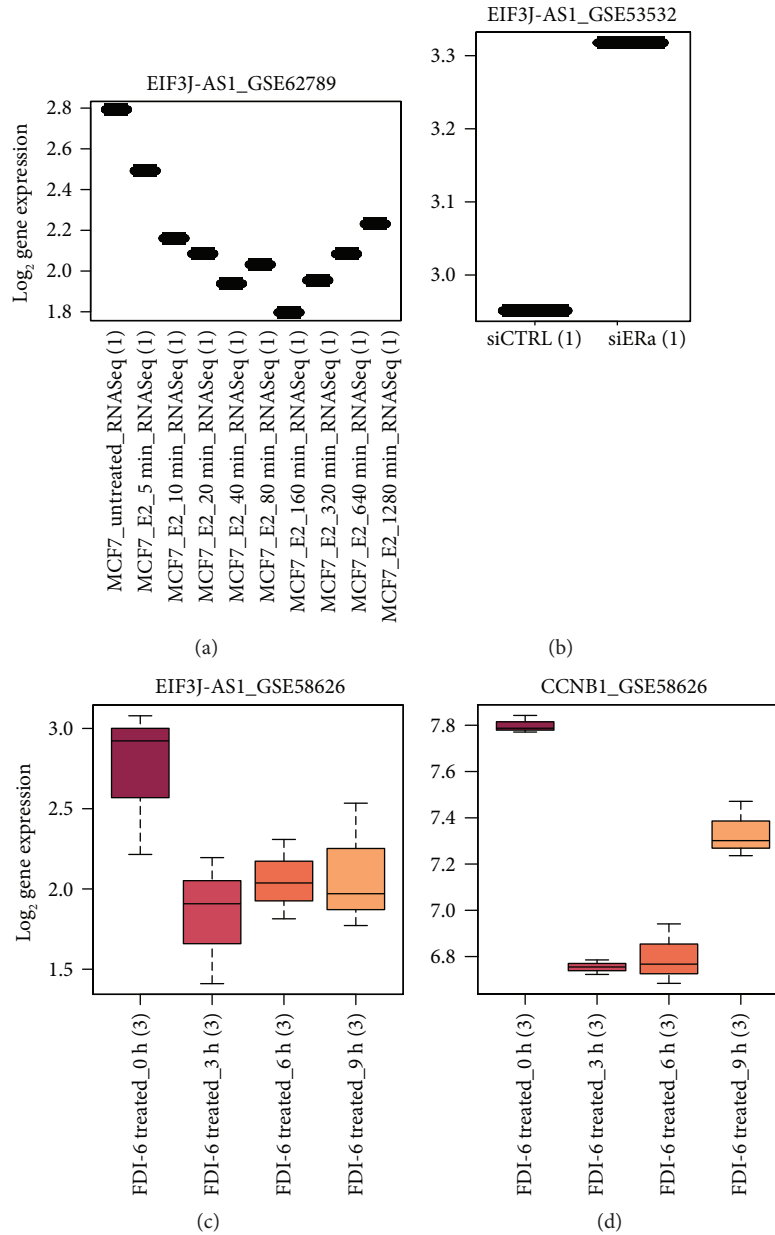 EIF3J-AS1_GSE62789
Log₂ gene expression
2.8
2.6
2.4
2.2
2.0
1.8
MCF7_untreated_RNASeq (1)
MCF7_E2_5 min_RNASeq (1)
MCF7_E2_10 min_RNASeq (1)
MCF7_E2_20 min_RNASeq (1)
MCF7_E2_40 min_RNASeq (1)
MCF7_E2_80 min_RNASeq (1)
MCF7_E2_160 min_RNASeq (1)
MCF7_E2_320 min_RNASeq (1)
MCF7_E2_640 min_RNASeq (1)
MCF7_E2_1280 min_RNASeq (1)
(a)
EIF3J-AS1_GSE53532
3.3
3.2
3.1
3.0
siCTRL (1)
siERa (1)
(b)
EIF3J-AS1_GSE58626
Log₂ gene expression
3.0
2.5
2.0
1.5
FDI-6 treated_0 h (3)
FDI-6 treated_3 h (3)
FDI-6 treated_6 h (3)
FDI-6 treated_9 h (3)
(c)
CCNB1_GSE58626
7.8
7.6
7.4
7.2
7.0
6.8
FDI-6 treated_0 h (3)
FDI-6 treated_3 h (3)
FDI-6 treated_6 h (3)
FDI-6 treated_9 h (3)
(d)